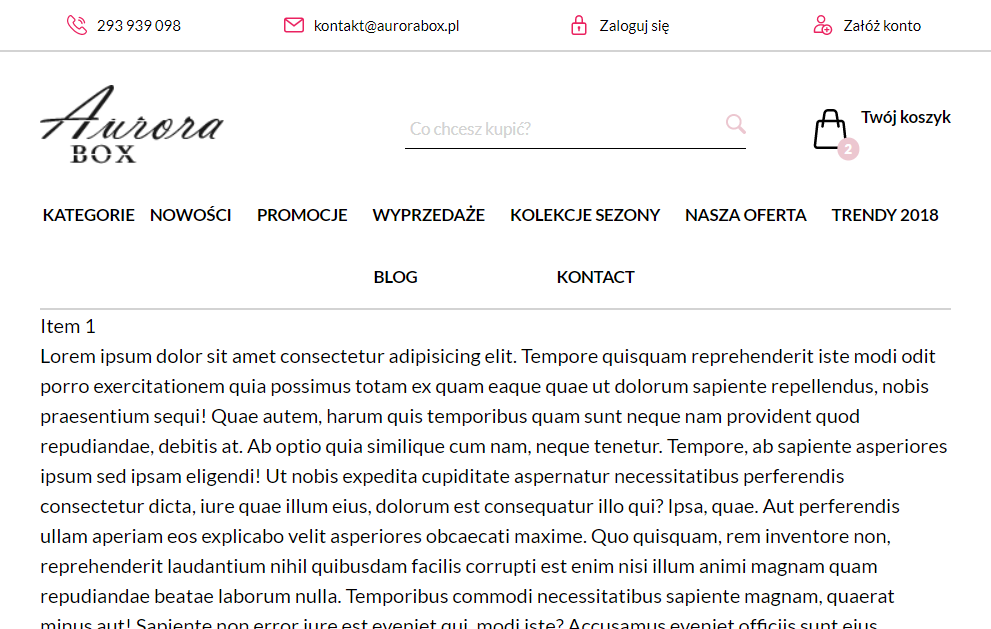 293 939 098 kontakt@aurorabox.pl Zaloguj się Załóż konto
Aurora
BOX
Co chcesz kupić?
Twój koszyk
2
KATEGORIE NOWOŚCI PROMOCJE WYPRZEDAŻE KOLEKCJE SEZONY NASZA OFERTA TRENDY 2018
BLOG KONTACT
Item 1
Lorem ipsum dolor sit amet consectetur adipisicing elit. Tempore quisquam reprehenderit iste modi odit
porro exercitationem quia possimus totam ex quam eaque quae ut dolorum sapiente repellendus, nobis
praesentium sequi! Quae autem, harum quis temporibus quam sunt neque nam provident quod
repudiandae, debitis at. Ab optio quia similique cum nam, neque tenetur. Tempore, ab sapiente asperiores
ipsum sed ipsam eligendi! Ut nobis expedita cupiditate aspernatur necessitatibus perferendis
consectetur dicta, iure quae illum eius, dolorum est consequatur illo qui? Ipsa, quae. Aut perferendis
ullam aperiam eos explicabo velit asperiores obcaecati maxime. Quo quisquam, rem inventore non,
reprehenderit laudantium nihil quibusdam facilis corrupti est enim nisi illum animi magnam quam
repudiandae beatae laborum nulla. Temporibus commodi necessitatibus sapiente magnam, quaerat
minus aut! Sapiente non error iure est eveniet qui, modi iste? Accusamus eveniet officiis sunt eius